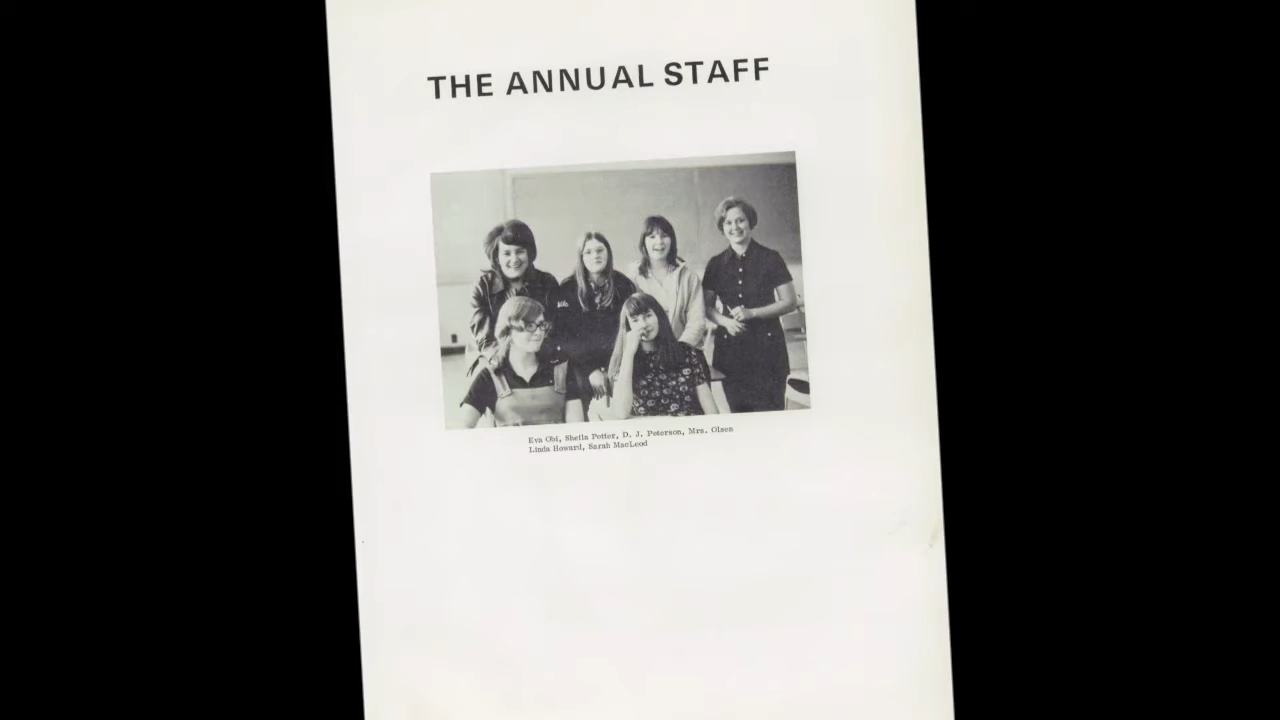 THE ANNUAL STAFF
Eva Obi, Sheila Potter, D. J. Peterson, Mrs. Olsen
Linda Howard, Sarah MacLeod